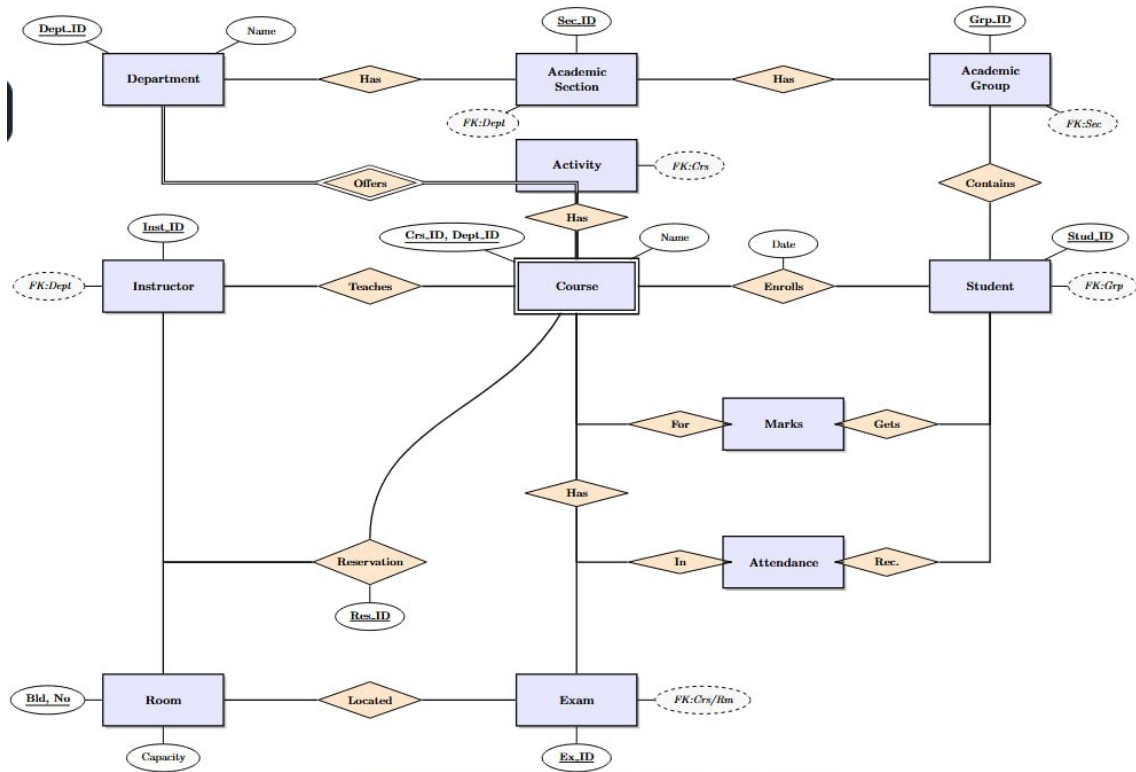 Dept_ID
Name
Sec_ID
Grp_ID
Department
Has
Academic
Section
Has
Academic
Group
FK:Dept
FK:Sec
Activity
FK:Crs
Offers
Contains
Has
Inst_ID
Crs_ID, Dept_ID
Name
Date
Stud_ID
FK:Dept
Instructor
Teaches
Course
Enrolls
Student
FK:Grp
For
Marks
Gets
Has
Reservation
In
Attendance
Rec.
Res_ID
Bld, No
Room
Located
Exam
FK:Crs/Rm
Capacity
Ex_ID